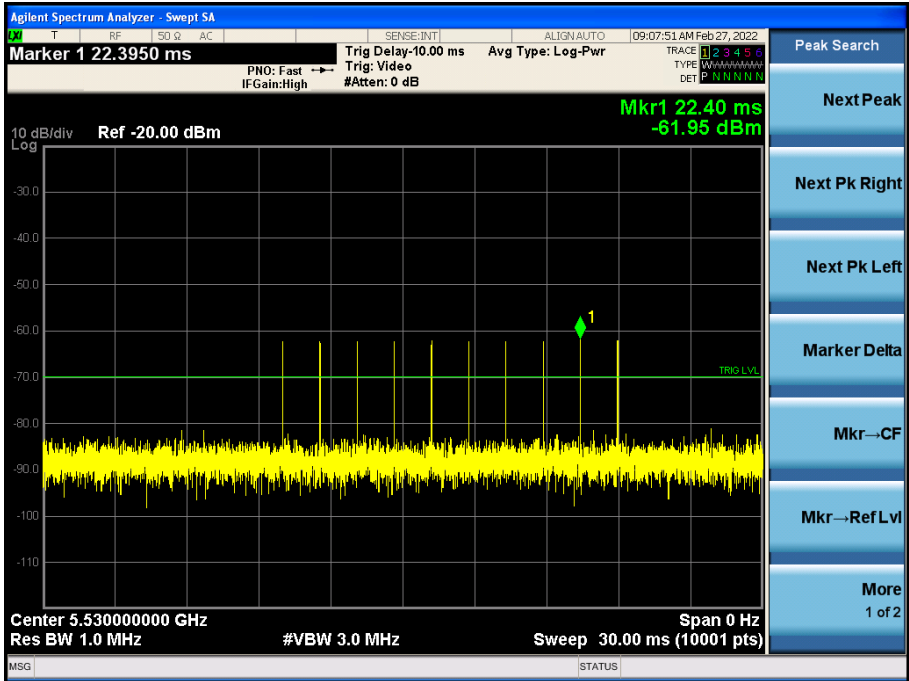 Agilent Spectrum Analyzer - Swept SA
LXI T RF 50 Ω AC SENSE:INT ALIGN AUTO 09:07:51 AM Feb 27, 2022
Marker 1 22.3950 ms
PNO: Fast
IFGain:High
Trig Delay-10.00 ms
Trig: Video
#Atten: 0 dB
Avg Type: Log-Pwr
TRACE 1 2 3 4 5 6
TYPE
DET P N N N N N
Peak Search
Mkr1 22.40 ms
-61.95 dBm
10 dB/div Ref -20.00 dBm
Log
-30.0
-40.0
-50.0
-60.0
-70.0
-80.0
-90.0
-100
-110
1
TRIG LVL
Center 5.530000000 GHz Span 0 Hz
Res BW 1.0 MHz #VBW 3.0 MHz Sweep 30.00 ms (10001 pts)
MSG STATUS
Next Peak
Next Pk Right
Next Pk Left
Marker Delta
Mkr→CF
Mkr→Ref Lvl
More
1 of 2